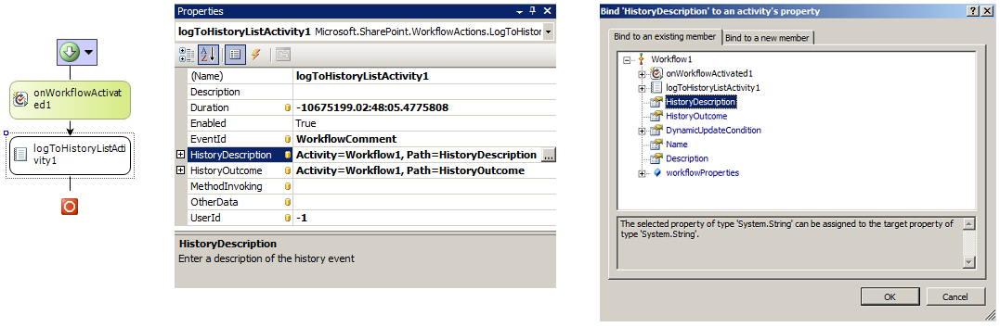 onWorkflowActivat
ed1
logToHistoryListActi
vity1
Properties
logToHistoryListActivity1 Microsoft.SharePoint.WorkflowActions.LogToHistor
(Name) logToHistoryListActivity1
Description
Duration -10675199.02:48:05.4775808
Enabled True
EventId WorkflowComment
HistoryDescription Activity=Workflow1, Path=HistoryDescription ...
HistoryOutcome Activity=Workflow1, Path=HistoryOutcome
MethodInvoking
OtherData
UserId -1
HistoryDescription
Enter a description of the history event
Bind 'HistoryDescription' to an activity's property
Bind to an existing member Bind to a new member
Workflow1
onWorkflowActivated1
logToHistoryListActivity1
HistoryDescription
HistoryOutcome
DynamicUpdateCondition
Name
Description
workflowProperties
The selected property of type 'System.String' can be assigned to the target property of
type 'System.String'.
OK Cancel